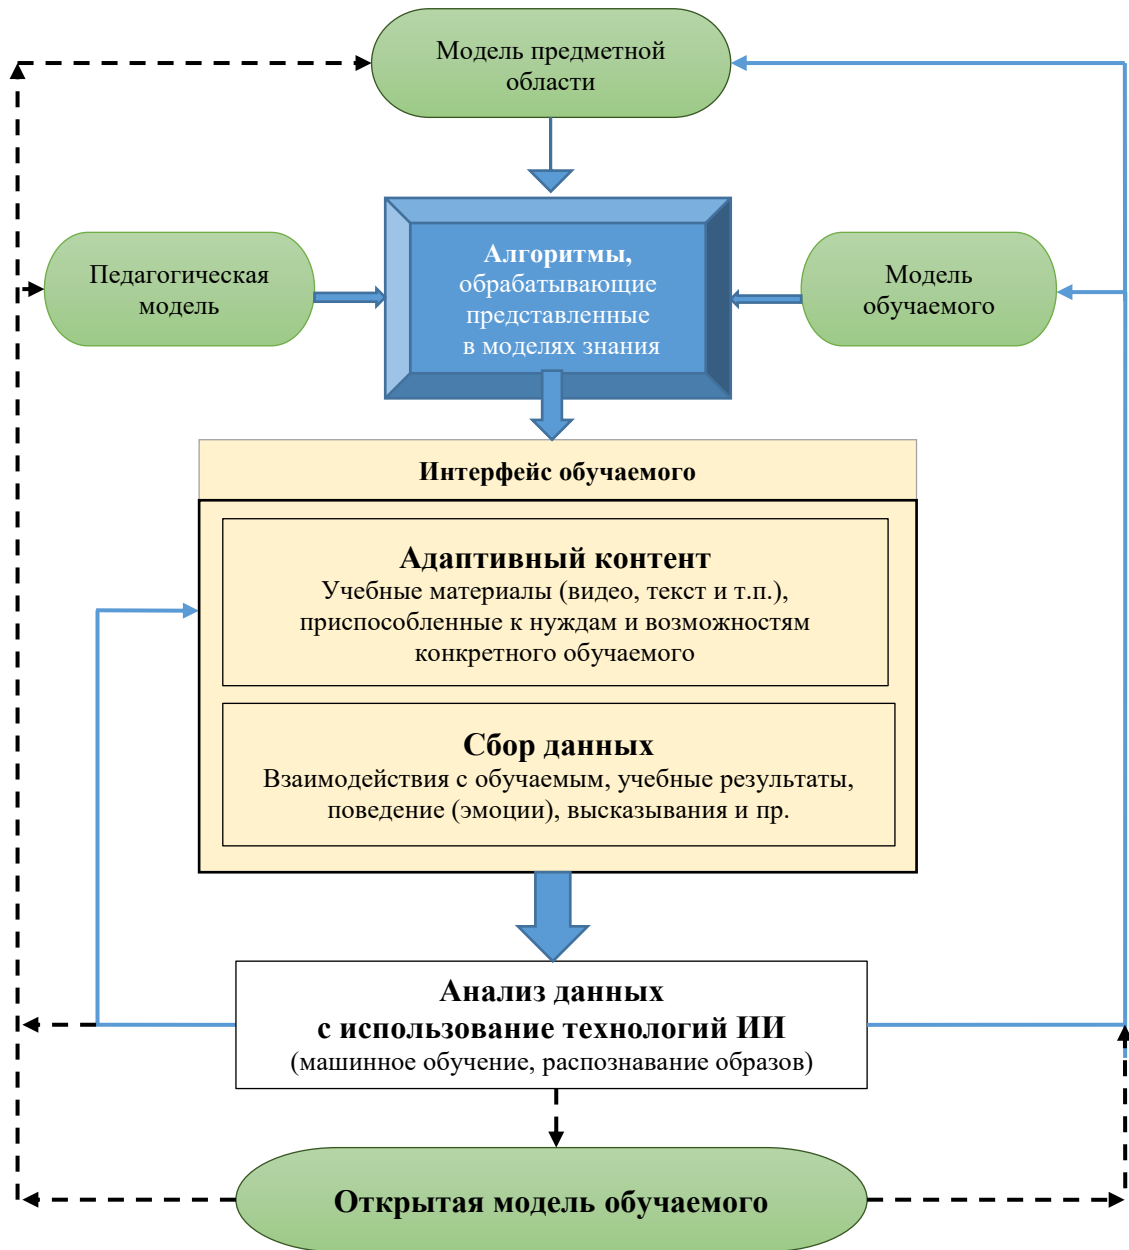 Модель предметной
области
Педагогическая
модель
Алгоритмы,
обрабатывающие
представленные
в моделях знания
Модель
обучаемого
Интерфейс обучаемого
Адаптивный контент
Учебные материалы (видео, текст и т.п.),
приспособленные к нуждам и возможностям
конкретного обучаемого
Сбор данных
Взаимодействия с обучаемым, учебные результаты,
поведение (эмоции), высказывания и пр.
Анализ данных
с использование технологий ИИ
(машинное обучение, распознавание образов)
Открытая модель обучаемого